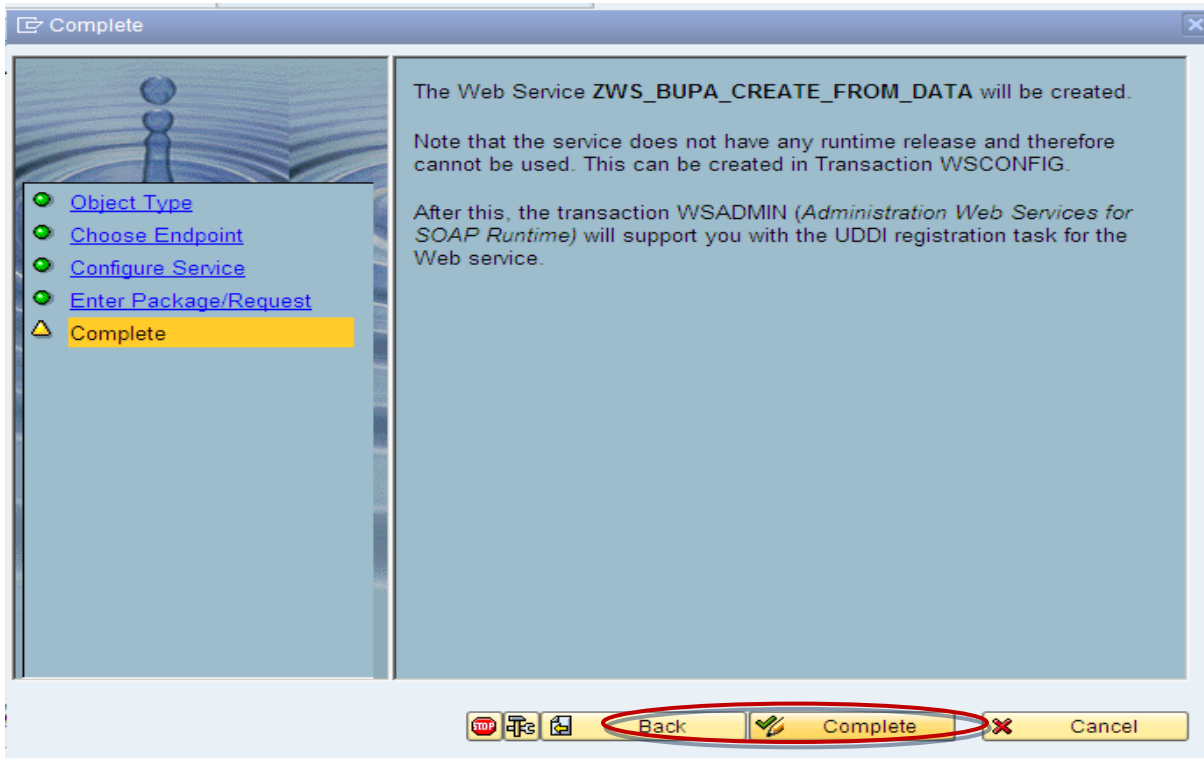 Complete
The Web Service ZWS_BUPA_CREATE_FROM_DATA will be created.
Note that the service does not have any runtime release and therefore
cannot be used. This can be created in Transaction WSCONFIG.
After this, the transaction WSADMIN (Administration Web Services for
SOAP Runtime) will support you with the UDDI registration task for the
Web service.
Object Type
Choose Endpoint
Configure Service
Enter Package/Request
Complete
STOP
Back
Complete
Cancel